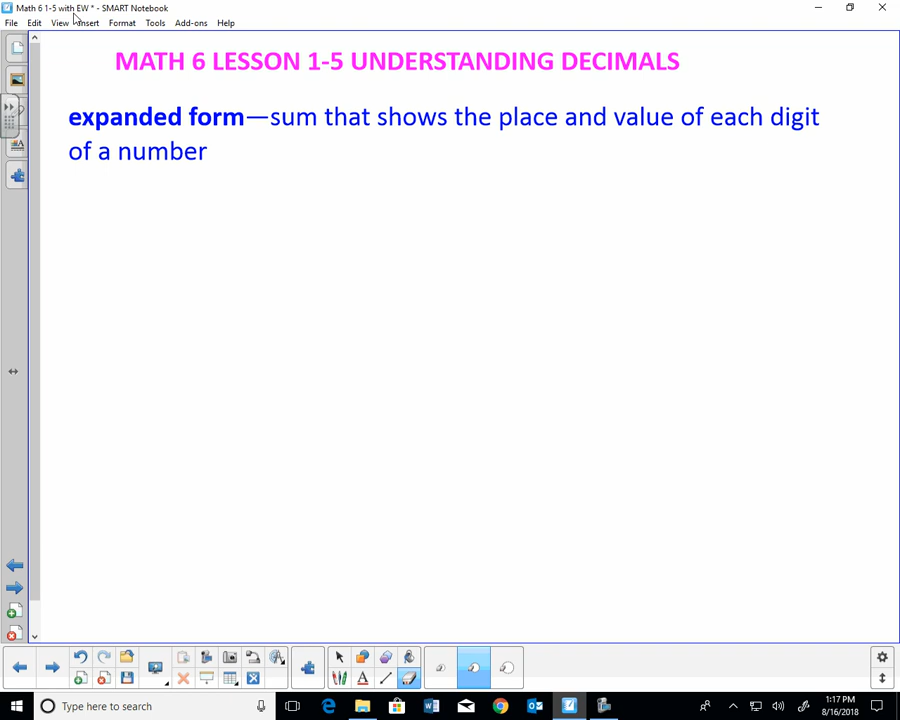 Math 6 1-5 with EW * - SMART Notebook
File Edit View Insert Format Tools Add-ons Help
MATH 6 LESSON 1-5 UNDERSTANDING DECIMALS
expanded form—sum that shows the place and value of each digit
of a number
Type here to search
1:17 PM
8/16/2018